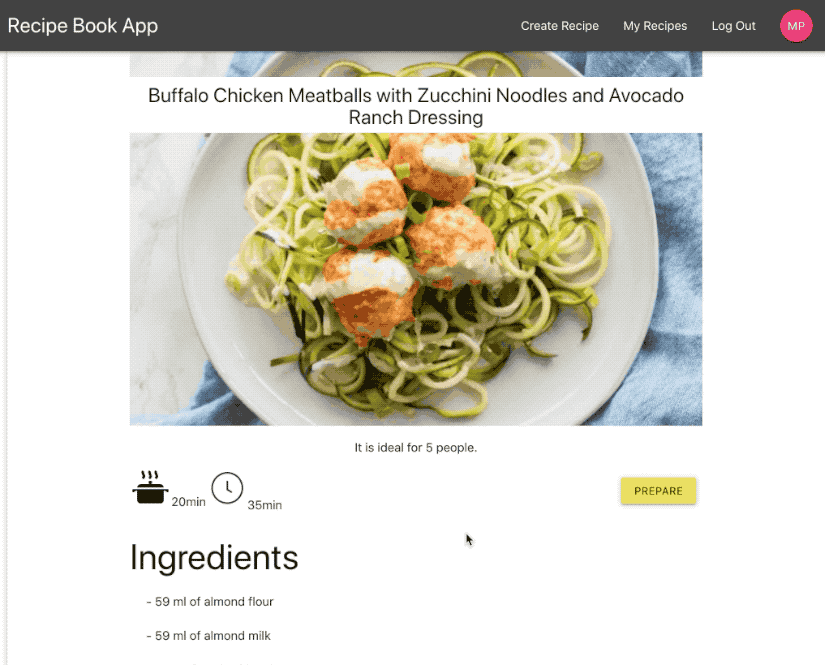 Recipe Book App
Create Recipe
My Recipes
Log Out
MP
Buffalo Chicken Meatballs with Zucchini Noodles and Avocado
Ranch Dressing
It is ideal for 5 people.
20min
35min
PREPARE
Ingredients
- 59 ml of almond flour
- 59 ml of almond milk